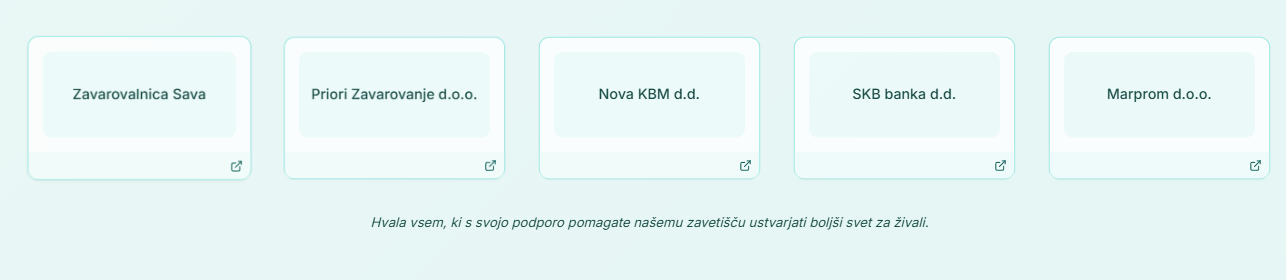 Zavarovalnica Sava
Priori Zavarovanje d.o.o.
Nova KBM d.d.
SKB banka d.d.
Marprom d.o.o.
Hvala vsem, ki s svojo podporo pomagate našemu zavetišču ustvarjati boljši svet za živali.